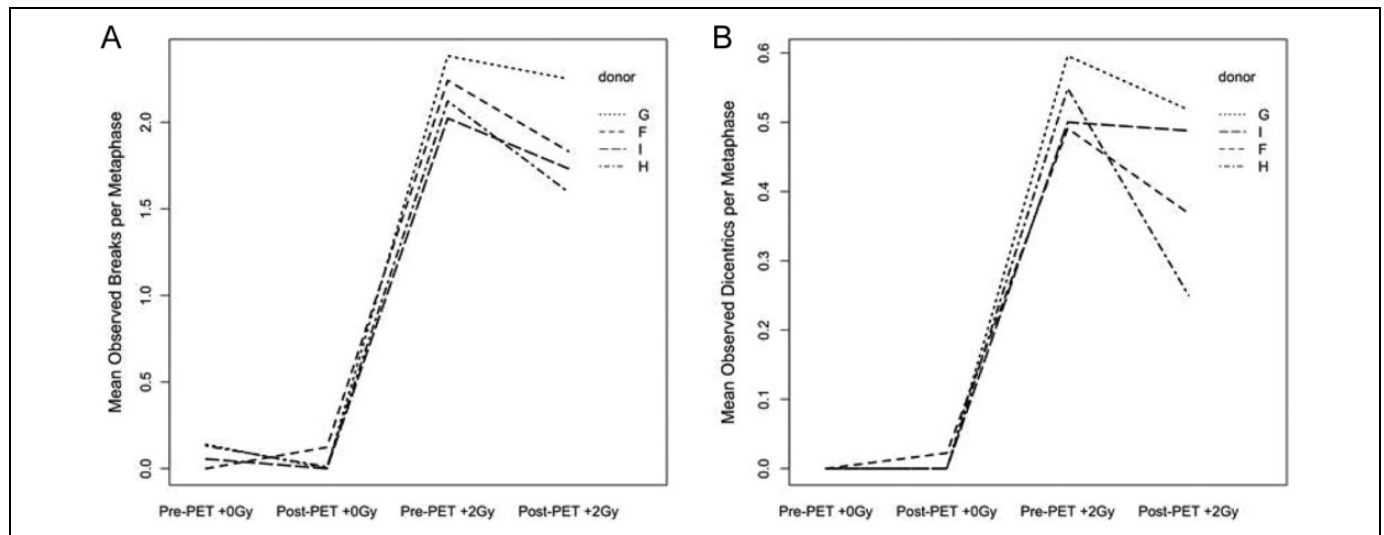 A
Mean Observed Breaks per Metaphase
2.0
1.5
1.0
0.5
0.0
donor
G
F
I
H
Pre-PET +0Gy Post-PET +0Gy Pre-PET +2Gy Post-PET +2Gy
B
Mean Observed Dicentrics per Metaphase
0.6
0.5
0.4
0.3
0.2
0.1
0.0
donor
G
I
F
H
Pre-PET +0Gy Post-PET +0Gy Pre-PET +2Gy Post-PET +2Gy